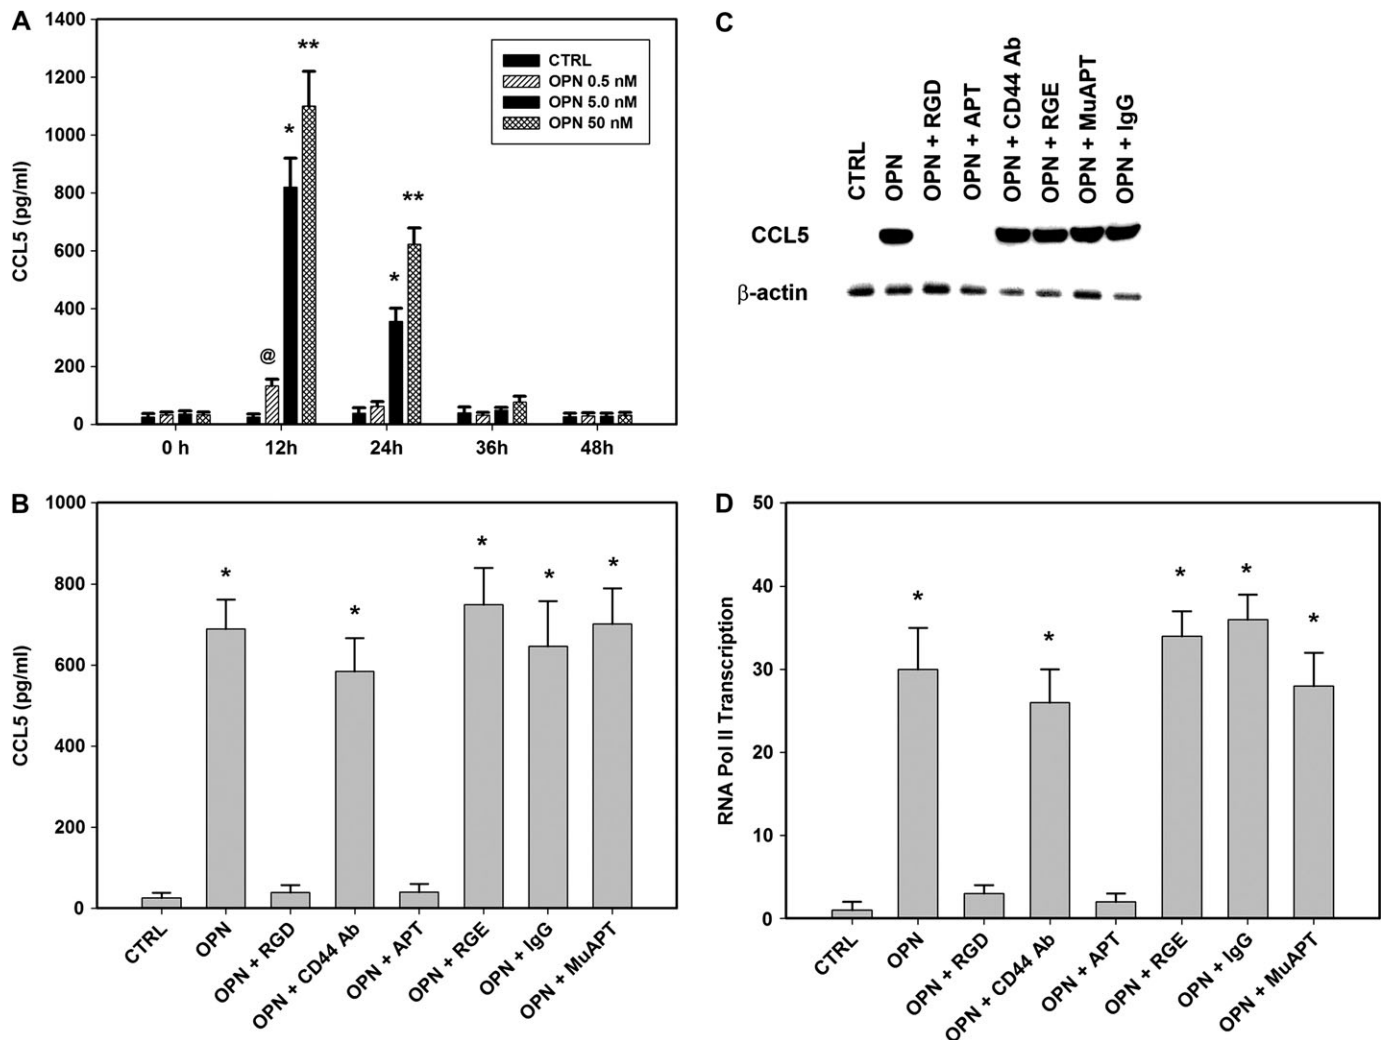 A
1400
1200
1000
800
600
400
200
0
CCL5 (pg/ml)
**
*
@
*
**
CTRL
OPN 0.5 nM
OPN 5.0 nM
OPN 50 nM
0 h
12h
24h
36h
48h
C
CTRL
OPN
OPN + RGD
OPN + APT
OPN + CD44 Ab
OPN + RGE
OPN + MuAPT
OPN + IgG
CCL5
β-actin
B
1000
800
600
400
200
0
CCL5 (pg/ml)
*
*
*
*
*
CTRL
OPN
OPN + RGD
OPN + CD44 Ab
OPN + APT
OPN + RGE
OPN + IgG
OPN + MuAPT
D
50
40
30
20
10
0
RNA Pol II Transcription
*
*
*
*
*
CTRL
OPN
OPN + RGD
OPN + CD44 Ab
OPN + APT
OPN + RGE
OPN + IgG
OPN + MuAPT